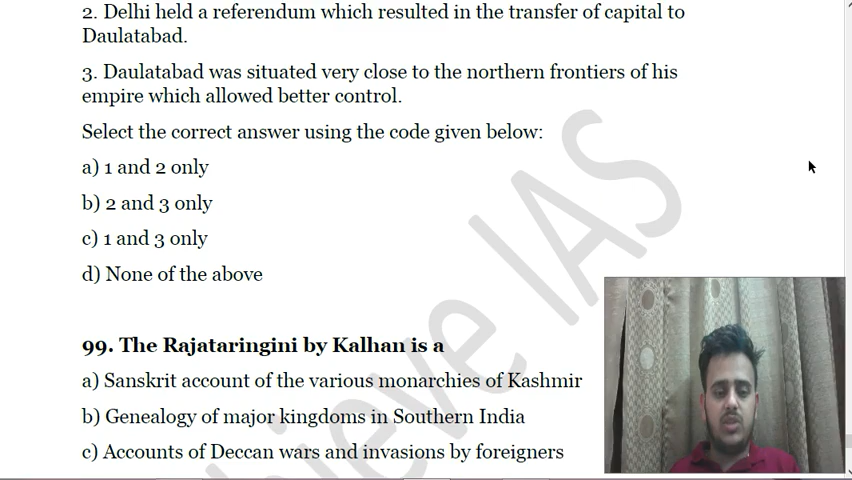 2. Delhi held a referendum which resulted in the transfer of capital to
Daulatabad.
3. Daulatabad was situated very close to the northern frontiers of his
empire which allowed better control.
Select the correct answer using the code given below:
a) 1 and 2 only
b) 2 and 3 only
c) 1 and 3 only
d) None of the above
99. The Rajataringini by Kalhan is a
a) Sanskrit account of the various monarchies of Kashmir
b) Genealogy of major kingdoms in Southern India
c) Accounts of Deccan wars and invasions by foreigners
hieve IAS